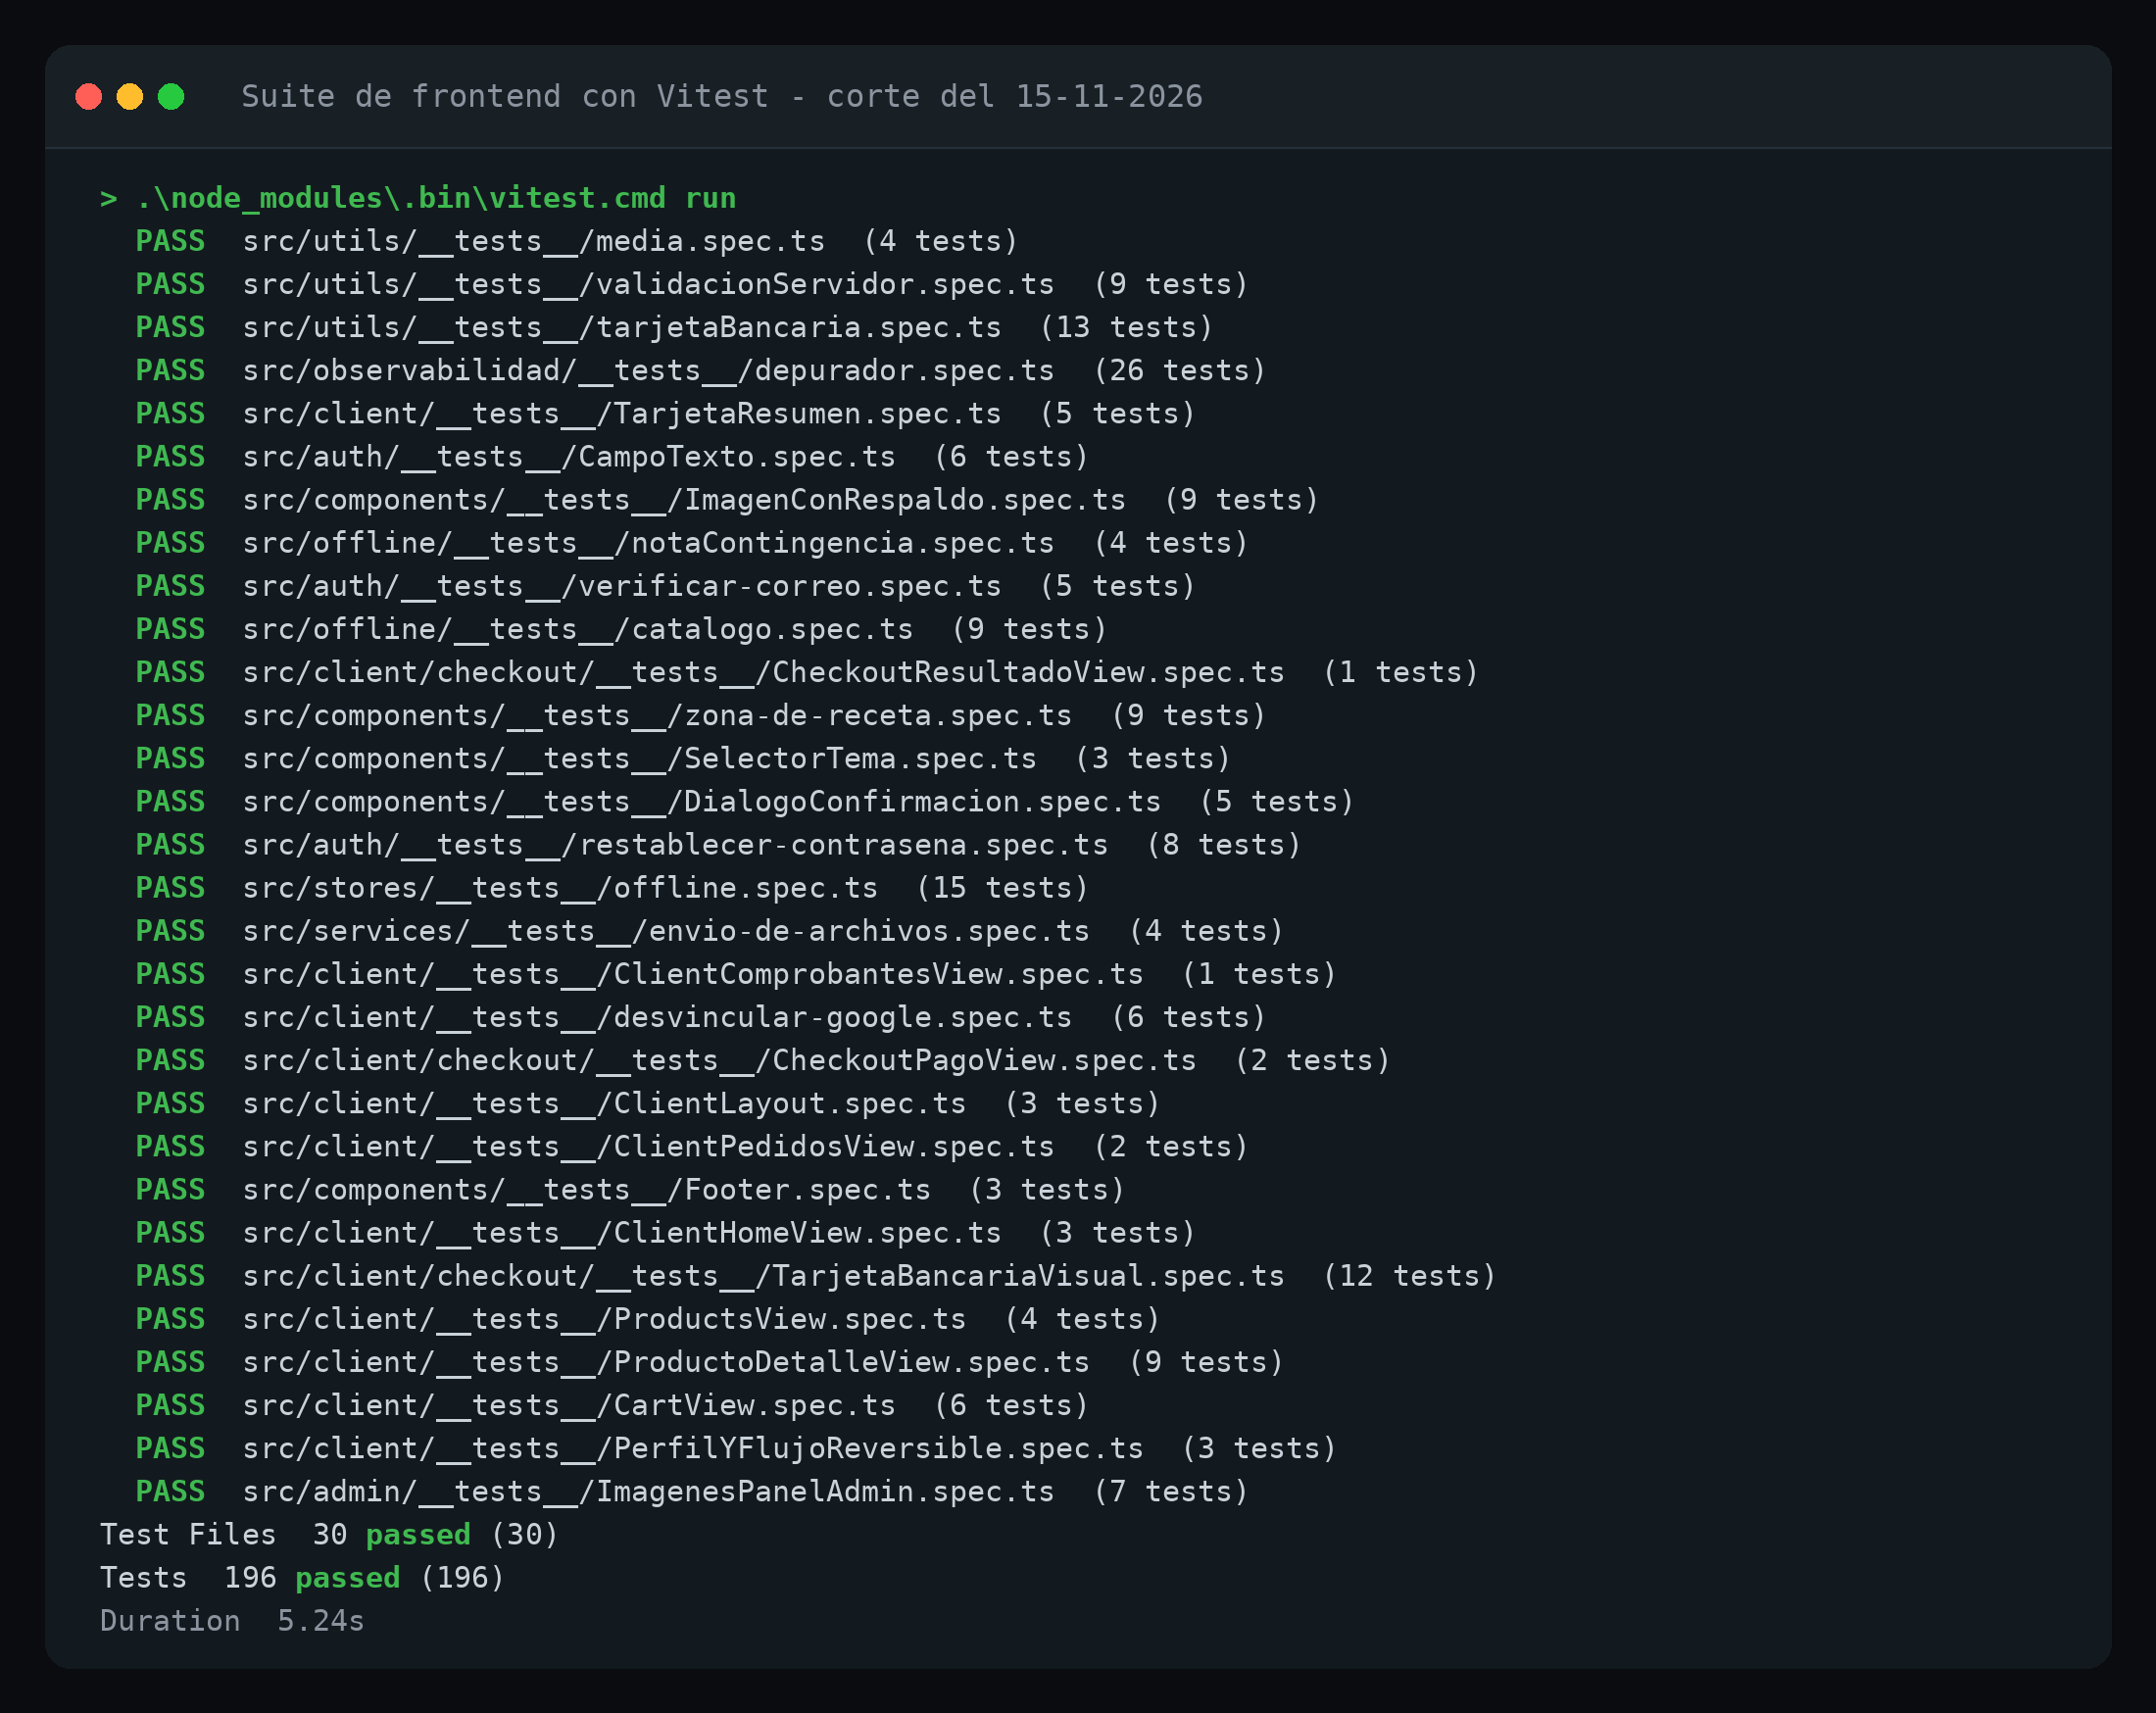 Suite de frontend con Vitest - corte del 15-11-2026
> .\node_modules\.bin\vitest.cmd run
PASS  src/utils/__tests__/media.spec.ts  (4 tests)
PASS  src/utils/__tests__/validacionServidor.spec.ts  (9 tests)
PASS  src/utils/__tests__/tarjetaBancaria.spec.ts  (13 tests)
PASS  src/observabilidad/__tests__/depurador.spec.ts  (26 tests)
PASS  src/client/__tests__/TarjetaResumen.spec.ts  (5 tests)
PASS  src/auth/__tests__/CampoTexto.spec.ts  (6 tests)
PASS  src/components/__tests__/ImagenConRespaldo.spec.ts  (9 tests)
PASS  src/offline/__tests__/notaContingencia.spec.ts  (4 tests)
PASS  src/auth/__tests__/verificar-correo.spec.ts  (5 tests)
PASS  src/offline/__tests__/catalogo.spec.ts  (9 tests)
PASS  src/client/checkout/__tests__/CheckoutResultadoView.spec.ts  (1 tests)
PASS  src/components/__tests__/zona-de-receta.spec.ts  (9 tests)
PASS  src/components/__tests__/SelectorTema.spec.ts  (3 tests)
PASS  src/components/__tests__/DialogoConfirmacion.spec.ts  (5 tests)
PASS  src/auth/__tests__/restablecer-contrasena.spec.ts  (8 tests)
PASS  src/stores/__tests__/offline.spec.ts  (15 tests)
PASS  src/services/__tests__/envio-de-archivos.spec.ts  (4 tests)
PASS  src/client/__tests__/ClientComprobantesView.spec.ts  (1 tests)
PASS  src/client/__tests__/desvincular-google.spec.ts  (6 tests)
PASS  src/client/checkout/__tests__/CheckoutPagoView.spec.ts  (2 tests)
PASS  src/client/__tests__/ClientLayout.spec.ts  (3 tests)
PASS  src/client/__tests__/ClientPedidosView.spec.ts  (2 tests)
PASS  src/components/__tests__/Footer.spec.ts  (3 tests)
PASS  src/client/__tests__/ClientHomeView.spec.ts  (3 tests)
PASS  src/client/checkout/__tests__/TarjetaBancariaVisual.spec.ts  (12 tests)
PASS  src/client/__tests__/ProductsView.spec.ts  (4 tests)
PASS  src/client/__tests__/ProductoDetalleView.spec.ts  (9 tests)
PASS  src/client/__tests__/CartView.spec.ts  (6 tests)
PASS  src/client/__tests__/PerfilYFlujoReversible.spec.ts  (3 tests)
PASS  src/admin/__tests__/ImagenesPanelAdmin.spec.ts  (7 tests)
Test Files  30 passed (30)
Tests  196 passed (196)
Duration  5.24s